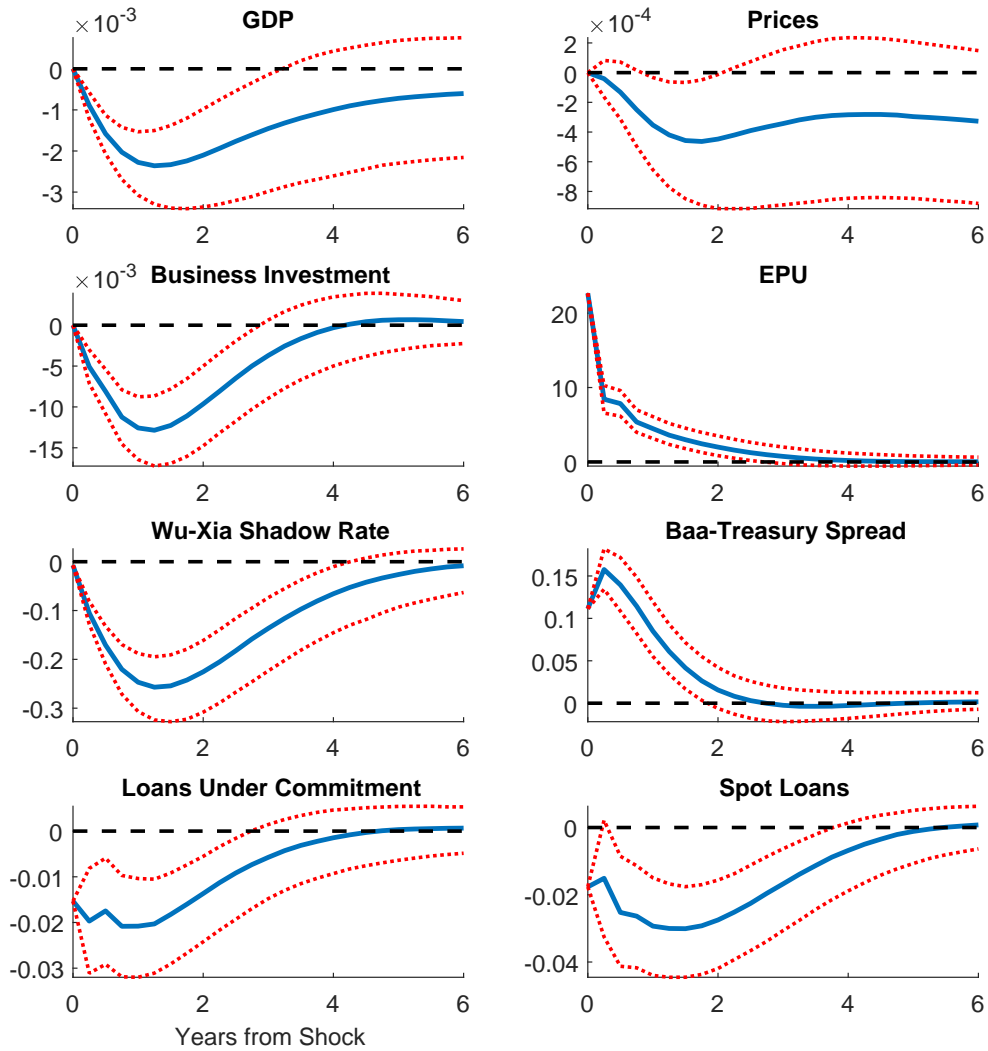 GDP
×10⁻³
0
-1
-2
-3
0 2 4 6
Prices
×10⁻⁴
2
0
-2
-4
-6
-8
0 2 4 6
Business Investment
×10⁻³
0
-5
-10
-15
0 2 4 6
EPU
20
10
0
0 2 4 6
Wu-Xia Shadow Rate
0
-0.1
-0.2
-0.3
0 2 4 6
Baa-Treasury Spread
0.15
0.1
0.05
0
0 2 4 6
Loans Under Commitment
0
-0.01
-0.02
-0.03
0 2 4 6
Years from Shock
Spot Loans
0
-0.02
-0.04
0 2 4 6